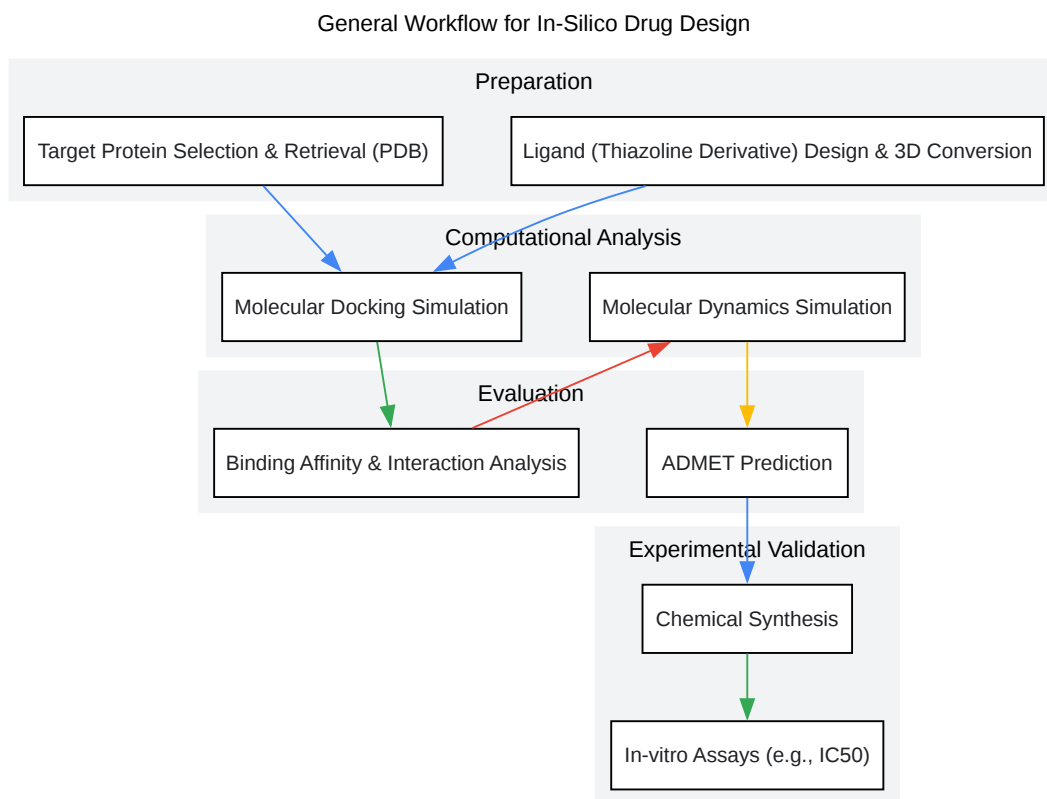 General Workflow for In-Silico Drug Design
Preparation
Target Protein Selection & Retrieval (PDB)
Ligand (Thiazoline Derivative) Design & 3D Conversion
Computational Analysis
Molecular Docking Simulation
Molecular Dynamics Simulation
Evaluation
Binding Affinity & Interaction Analysis
ADMET Prediction
Experimental Validation
Chemical Synthesis
In-vitro Assays (e.g., IC50)